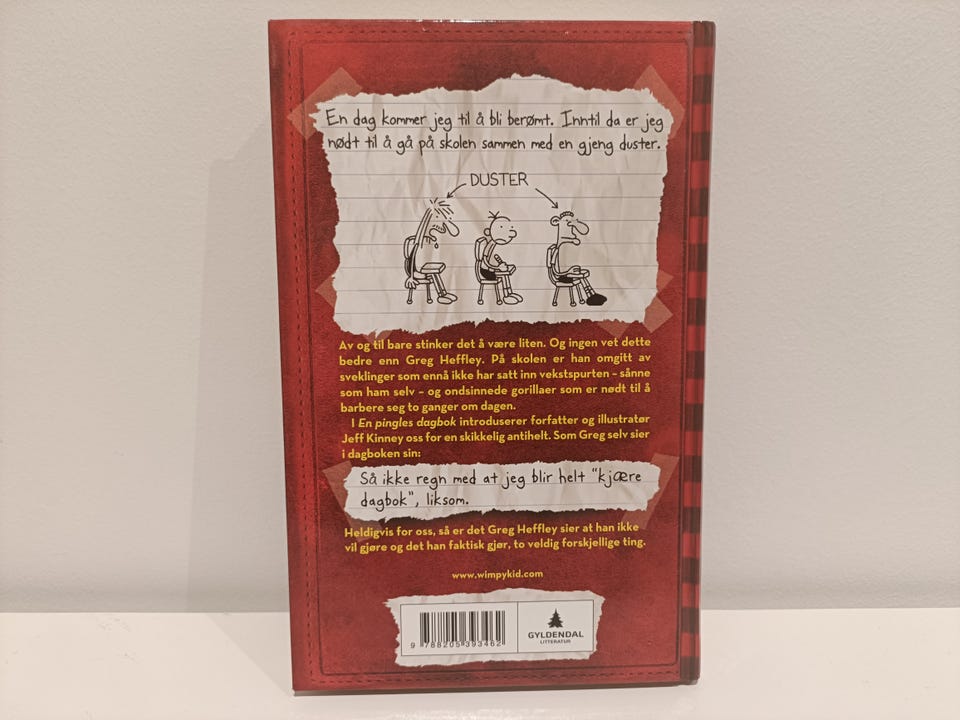 En dag kommer jeg til å bli berømt. Inntil da er jeg
nødt til å gå på skolen sammen med en gjeng duster.
DUSTER
Av og til bare stinker det å være liten. Og ingen vet dette
bedre enn Greg Heffley. På skolen er han omgitt av
sveklinger som ennå ikke har satt inn vekstspurten – sånne
som ham selv – og ondsinnede gorillaer som er nødt til å
barbere seg to ganger om dagen.
I En pingles dagbok introduserer forfatter og illustratør
Jeff Kinney oss for en skikkelig antihelt. Som Greg selv sier
i dagboken sin:
Så ikke regn med at jeg blir helt "kjære
dagbok", liksom.
Heldigvis for oss, så er det Greg Heffley sier at han ikke
vil gjøre og det han faktisk gjør, to veldig forskjellige ting.
www.wimpykid.com
9 788205 393462
GYLDENDAL
LITTERATUR